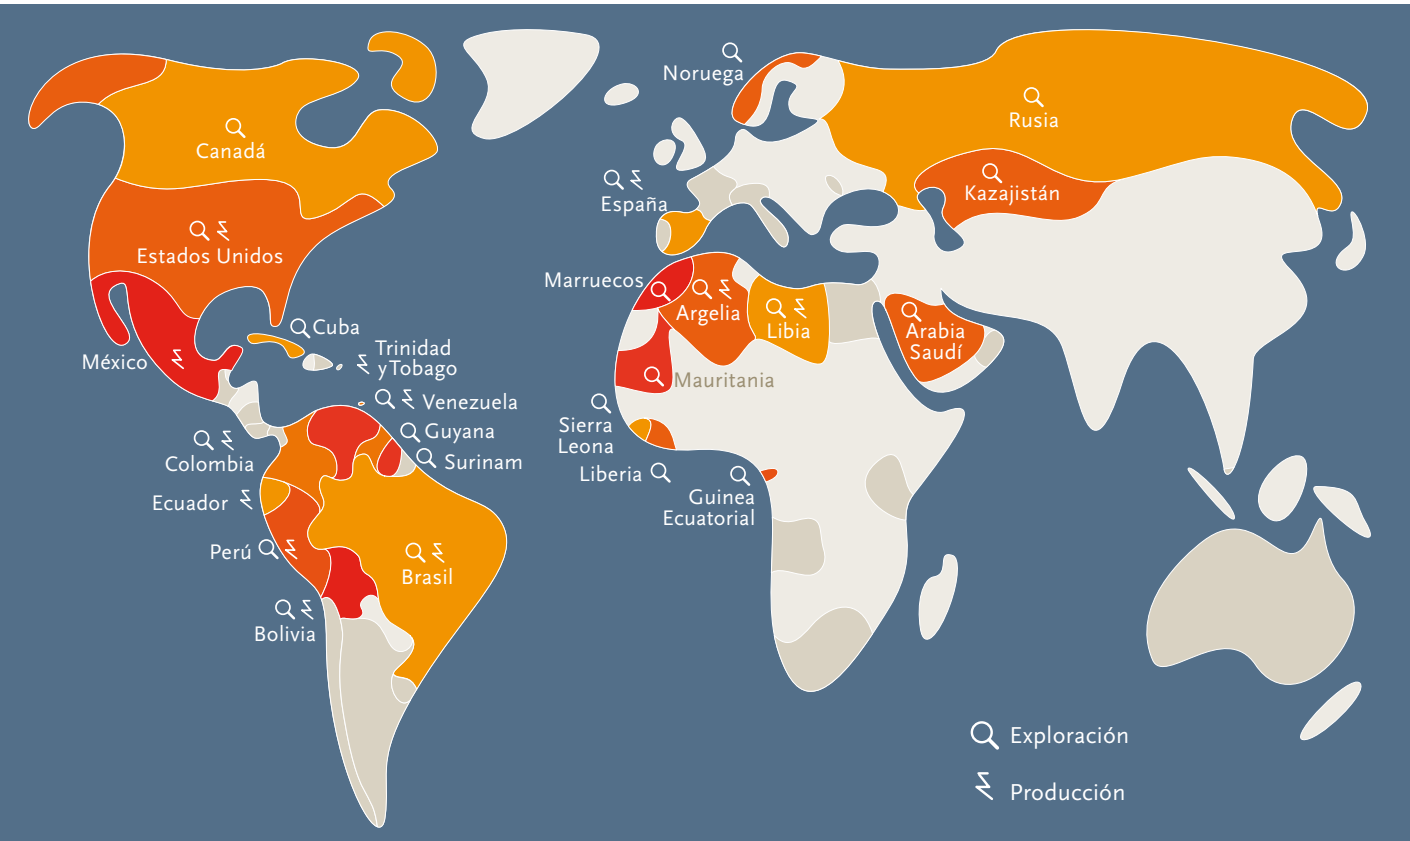 Noruega
Rusia
Canadá
Kazajistán
España
Estados Unidos
Marruecos
Argelia
Libia
Arabia
Saudí
Cuba
México
Trinidad
yTobago
Mauritania
Venezuela
Sierra
Leona
Guyana
Colombia
Surinam
Liberia
Ecuador
Guinea
Ecuatorial
Perú
Brasil
Bolivia
Exploración
Producción